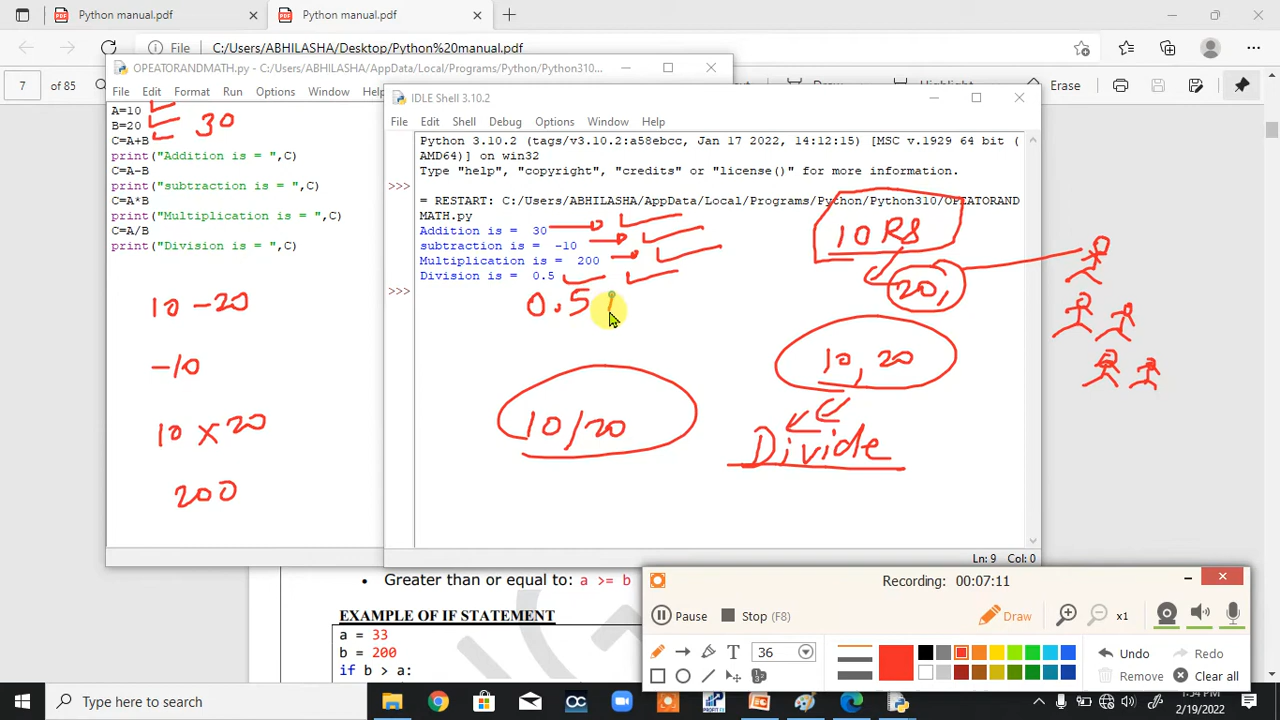 Python manual.pdf
Python manual.pdf
File
C:/Users/ABHILASHA/Desktop/Python%20manual.pdf
7
of 85
Erase
OPEATORANDMATH.py - C:/Users/ABHILASHA/AppData/Local/Programs/Python/Python310...
File Edit Format Run Options Window Help
A=10
B=20
C=A+B
print("Addition is = ",C)
C=A-B
print("subtraction is = ",C)
C=A*B
print("Multiplication is = ",C)
C=A/B
print("Division is = ",C)
30
10 -20
-10
10 x 20
200
IDLE Shell 3.10.2
File Edit Shell Debug Options Window Help
Python 3.10.2 (tags/v3.10.2:a58ebcc, Jan 17 2022, 14:12:15) [MSC v.1929 64 bit (
AMD64)] on win32
Type "help", "copyright", "credits" or "license()" for more information.
>>>
= RESTART: C:/Users/ABHILASHA/AppData/Local/Programs/Python/Python310/OPEATORAND
MATH.py
Addition is =  30
subtraction is =  -10
Multiplication is =  200
Division is =  0.5
>>>
0.5
10/20
10 RS
20,
10, 20
Divide
Ln: 9 Col: 0
• Greater than or equal to: a >= b
EXAMPLE OF IF STATEMENT
a = 33
b = 200
if b > a:
Recording: 00:07:11
Pause
Stop (F8)
Draw
x1
T
36
Undo
Redo
Remove
Clear all
Type here to search
OC
PROFIT
ENG
1:54 PM
2/19/2022